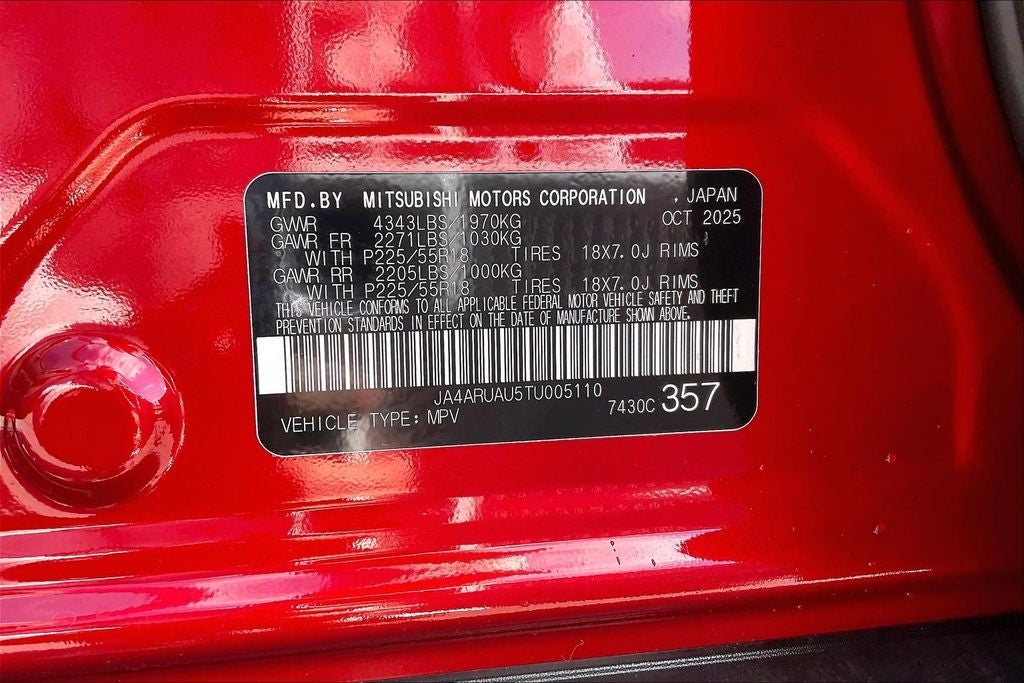 MFD.BY MITSUBISHI MOTORS CORPORATION , JAPAN
GVWR 4343LBS/1970KG OCT 2025
GAWR FR 2271LBS/1030KG
WITH P225/55R18 TIRES 18X7.0J RIMS
GAWR RR 2205LBS/1000KG
WITH P225/55R18 TIRES 18X7.0J RIMS
THIS VEHICLE CONFORMS TO ALL APPLICABLE FEDERAL MOTOR VEHICLE SAFETY AND THEFT
PREVENTION STANDARDS IN EFFECT ON THE DATE OF MANUFACTURE SHOWN ABOVE.
JA4ARUAU5TU005110
VEHICLE TYPE: MPV 7430C 357